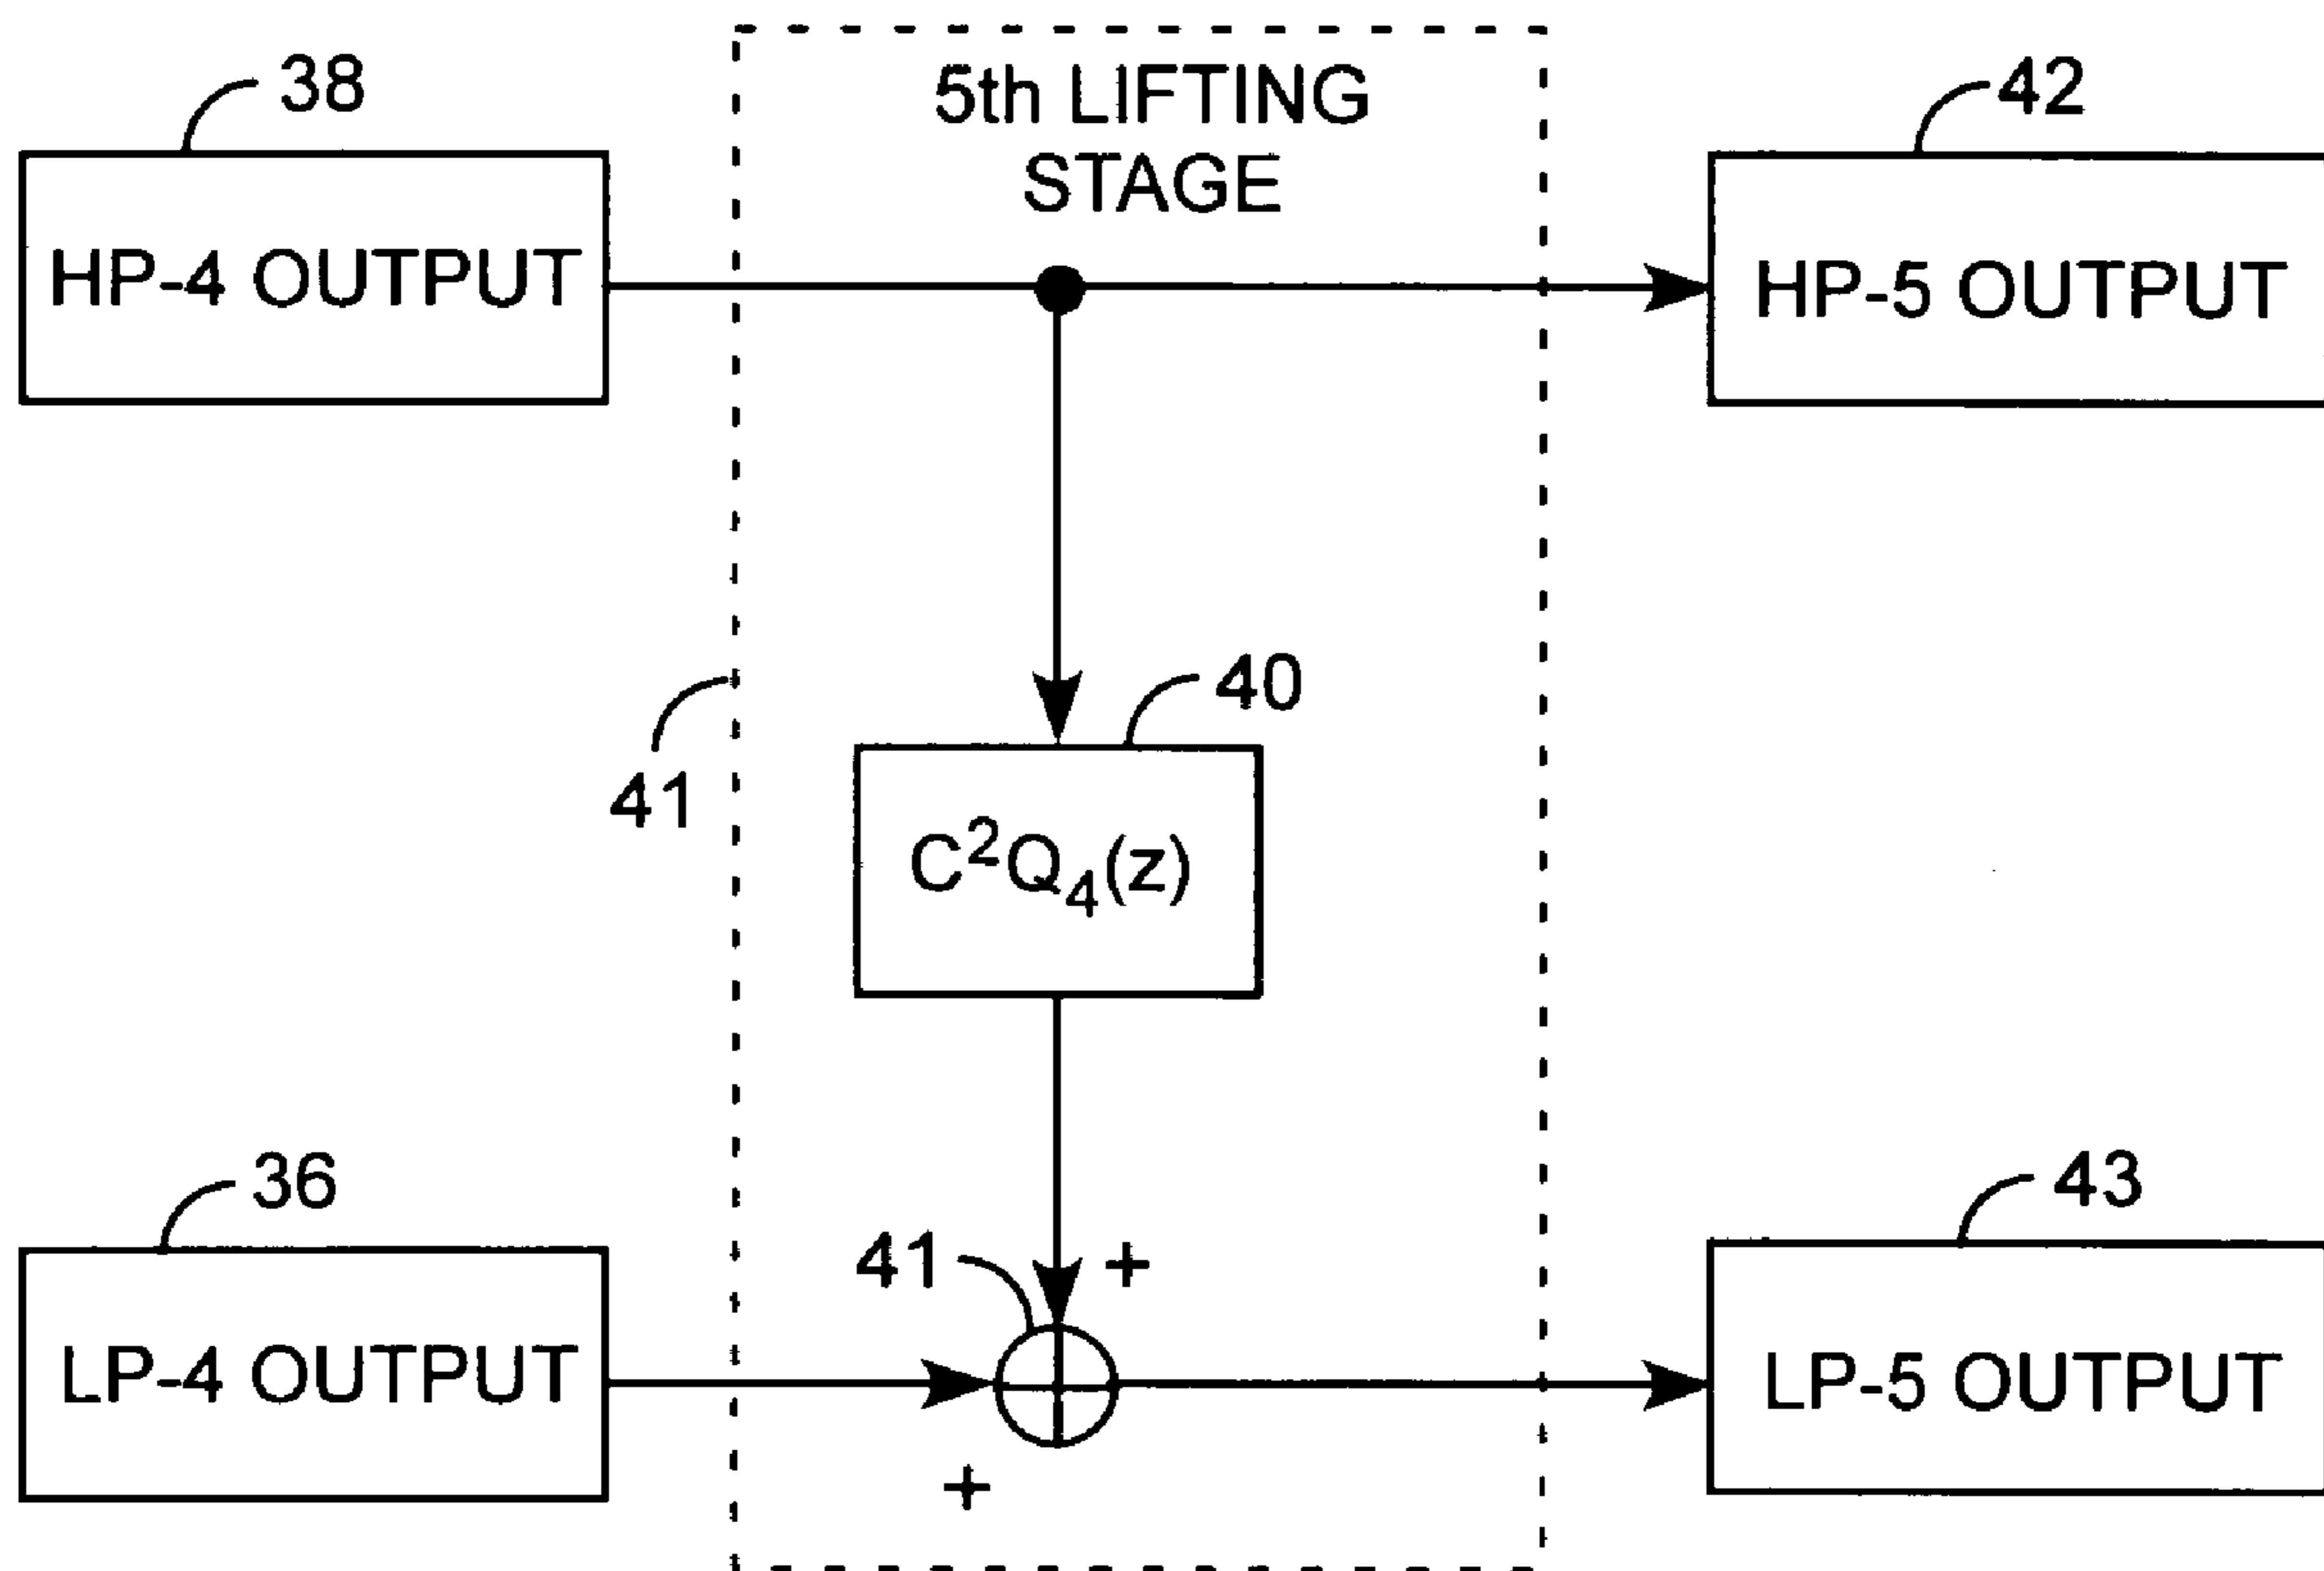 38
5th LIFTING
STAGE
42
HP-4 OUTPUT
HP-5 OUTPUT
40
41
C²Q₄(z)
36
43
41
+
LP-4 OUTPUT
LP-5 OUTPUT
+